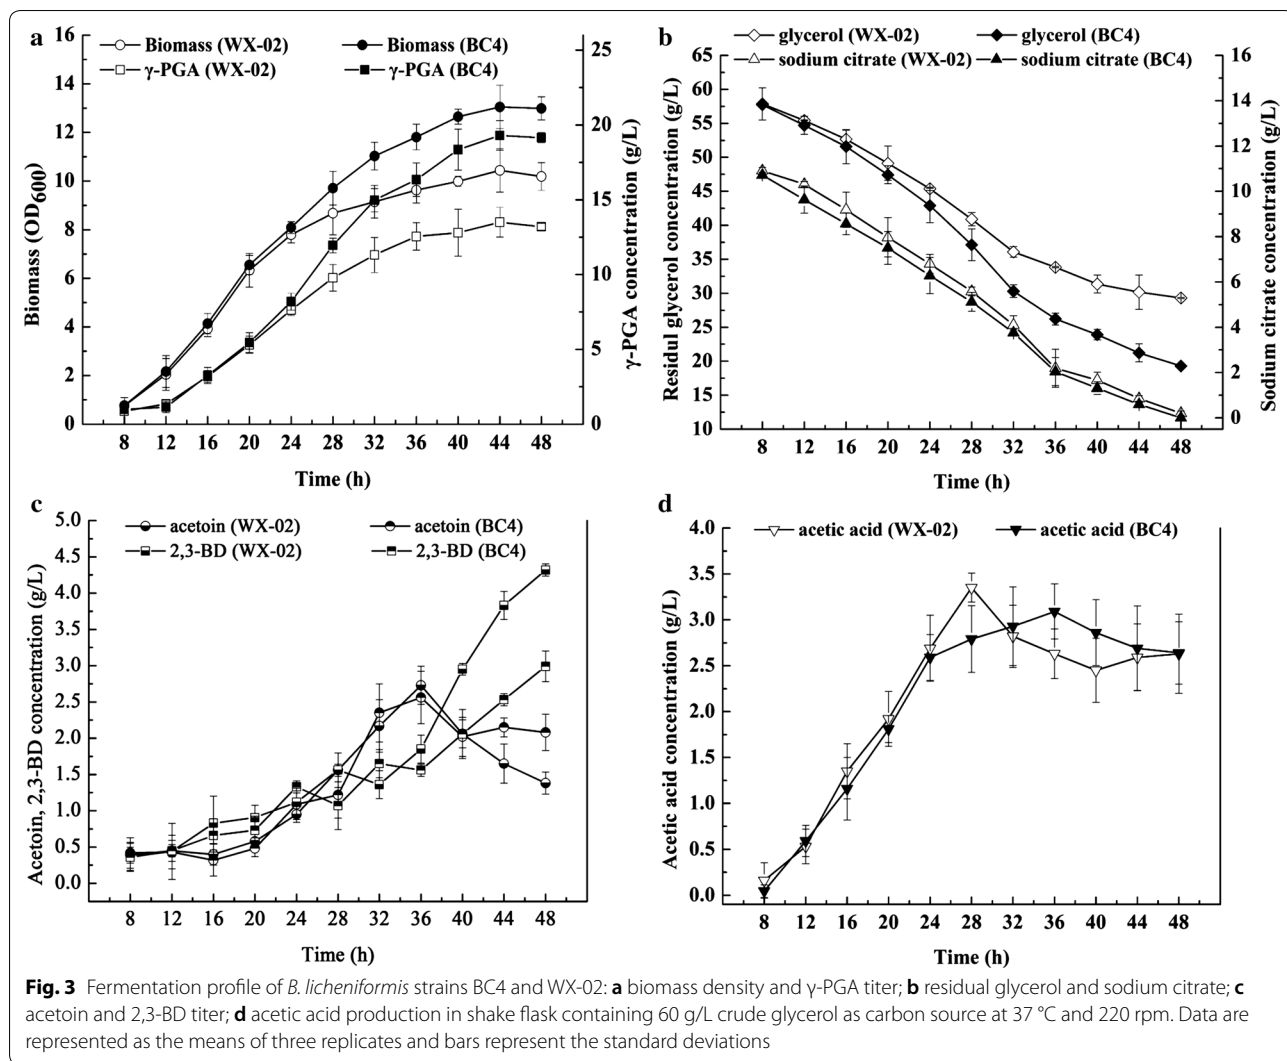 a
Biomass (WX-02)
Biomass (BC4)
γ-PGA (WX-02)
γ-PGA (BC4)
16
14
12
10
8
6
4
2
0
Biomass (OD600)
25
20
15
10
5
0
γ-PGA concentration (g/L)
8 12 16 20 24 28 32 36 40 44 48
Time (h)
b
glycerol (WX-02)
glycerol (BC4)
sodium citrate (WX-02)
sodium citrate (BC4)
65
60
55
50
45
40
35
30
25
20
15
10
Residul glycerol concentration (g/L)
16
14
12
10
8
6
4
2
0
Sodium citrate concentration (g/L)
8 12 16 20 24 28 32 36 40 44 48
Time (h)
c
acetoin (WX-02)
acetoin (BC4)
2,3-BD (WX-02)
2,3-BD (BC4)
5.0
4.5
4.0
3.5
3.0
2.5
2.0
1.5
1.0
0.5
0.0
Acetoin, 2,3-BD concentration (g/L)
8 12 16 20 24 28 32 36 40 44 48
Time (h)
d
acetic acid (WX-02)
acetic acid (BC4)
4.0
3.5
3.0
2.5
2.0
1.5
1.0
0.5
0.0
Acetic acid concentration (g/L)
8 12 16 20 24 28 32 36 40 44 48
Time (h)
Fig. 3 Fermentation profile of B. licheniformis strains BC4 and WX-02: a biomass density and γ-PGA titer; b residual glycerol and sodium citrate; c
acetoin and 2,3-BD titer; d acetic acid production in shake flask containing 60 g/L crude glycerol as carbon source at 37 °C and 220 rpm. Data are
represented as the means of three replicates and bars represent the standard deviations